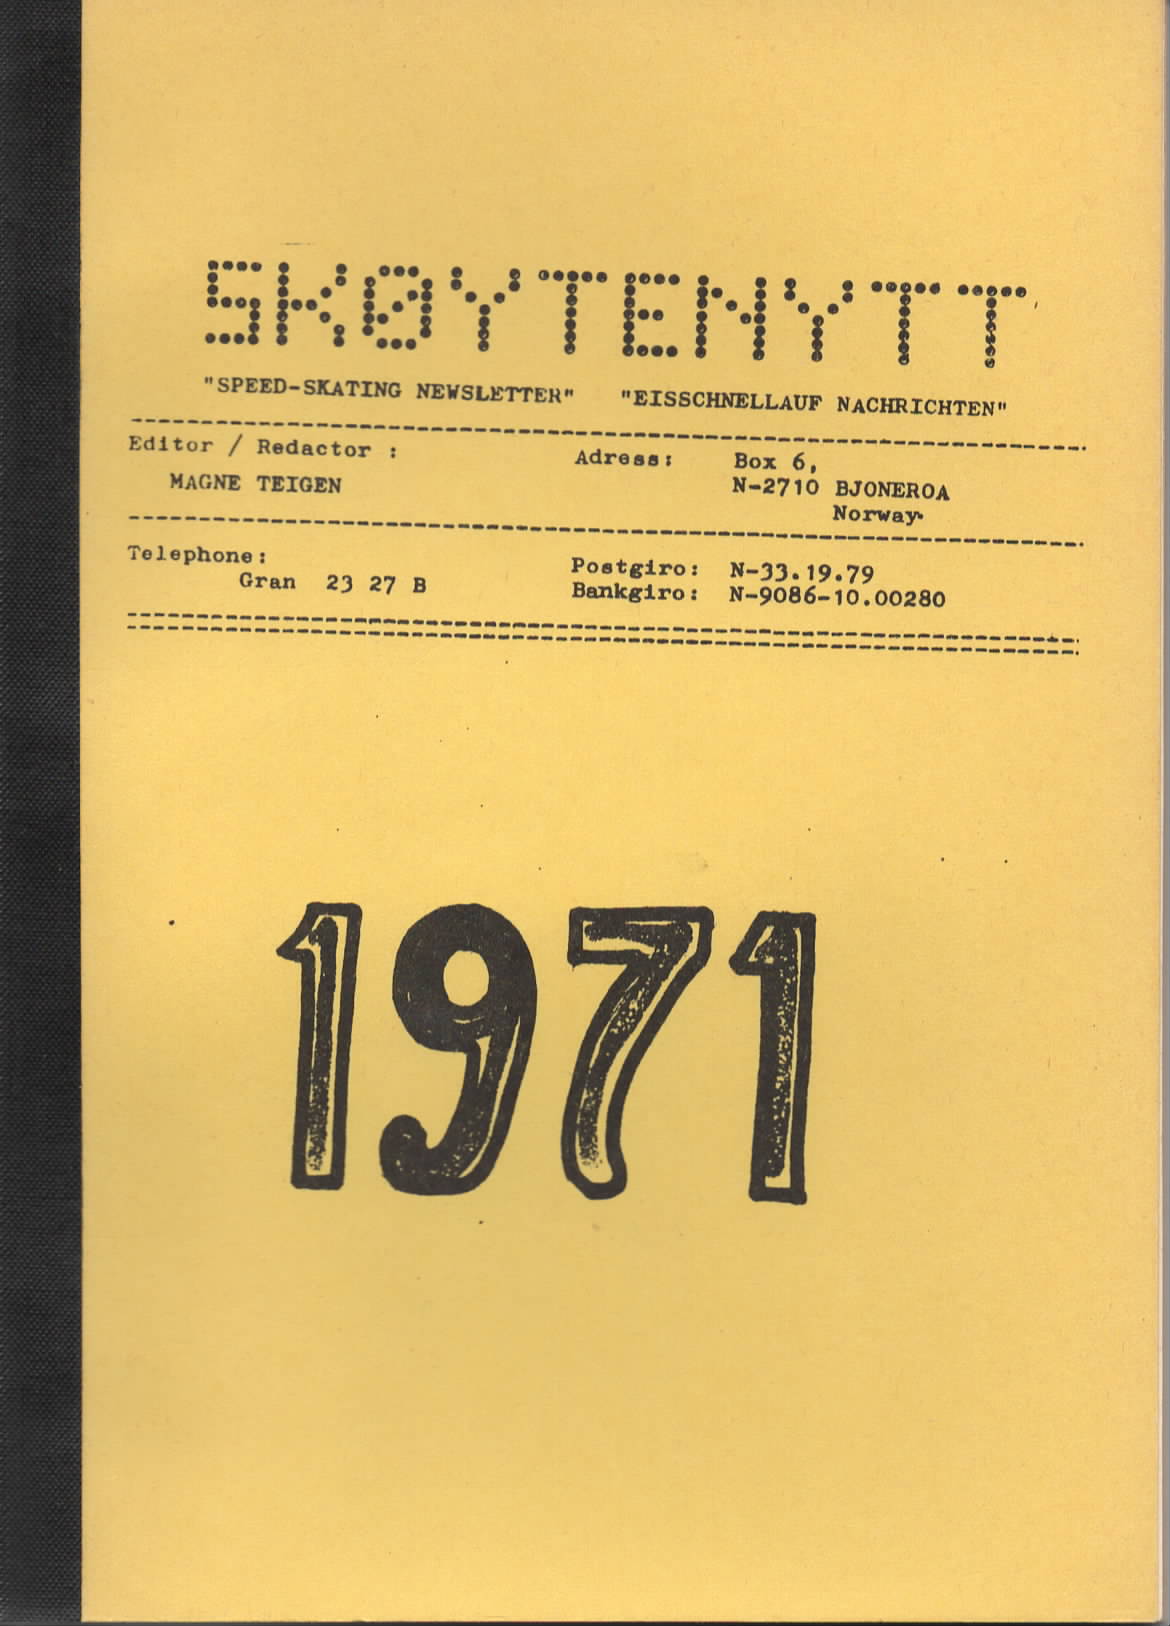 SKØYTENYTT
"SPEED-SKATING NEWSLETTER" "EISSCHNELLAUF NACHRICHTEN"
Editor / Redactor :
MAGNE TEIGEN
Adress: Box 6,
N-2710 BJONEROA
Norway.
Telephone:
Gran 23 27 B
Postgiro: N-33.19.79
Bankgiro: N-9086-10.00280
1971